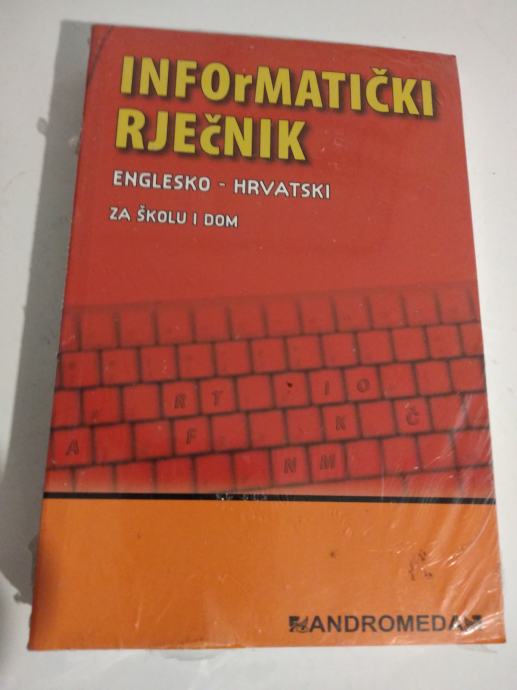 INFOrMATIČKI
RJEčNIK
ENGLESKO - HRVATSKI
ZA ŠKOLU I DOM
R T I O
A F K Č
N M
ANDROMEDA